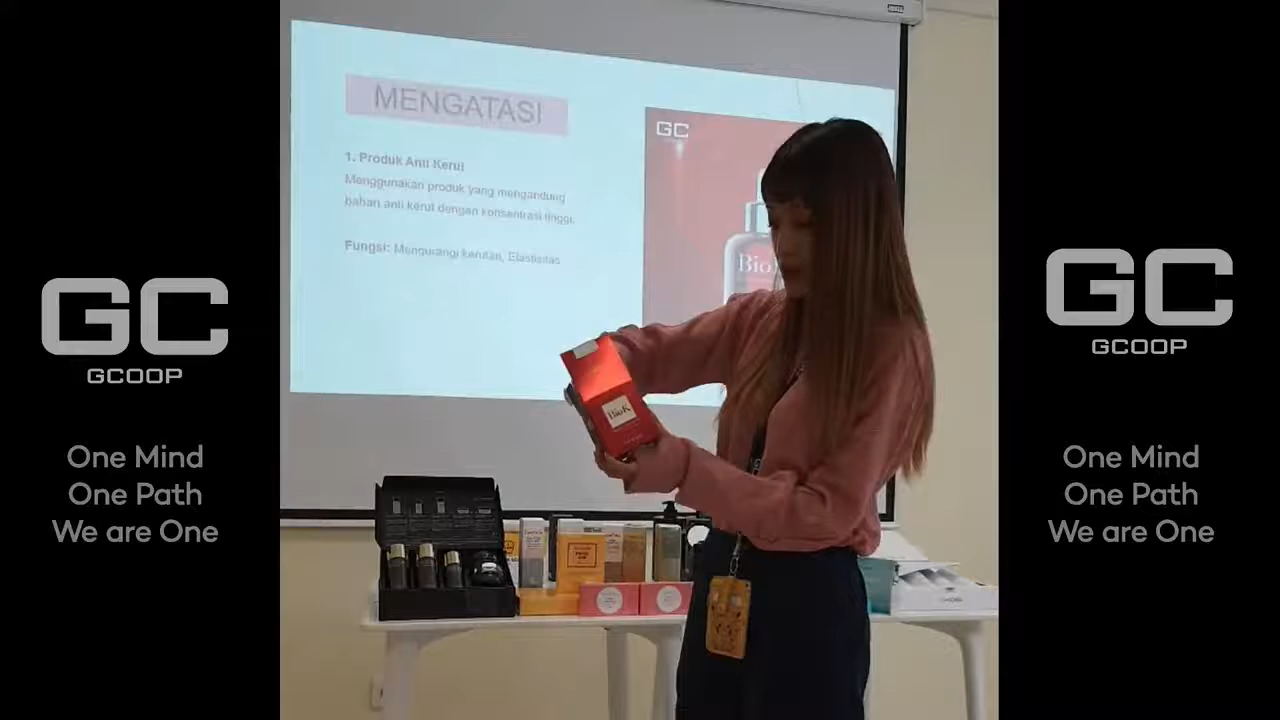 MENGATASI
1. Produk Anti Kerut
Menggunakan produk yang mengandung
bahan anti kerut dengan konsentrasi tinggi.
Fungsi: Mengurangi kerutan, Elastisitas
GC
BioK
GC
GCOOP
One Mind
One Path
We are One
GC
GCOOP
One Mind
One Path
We are One